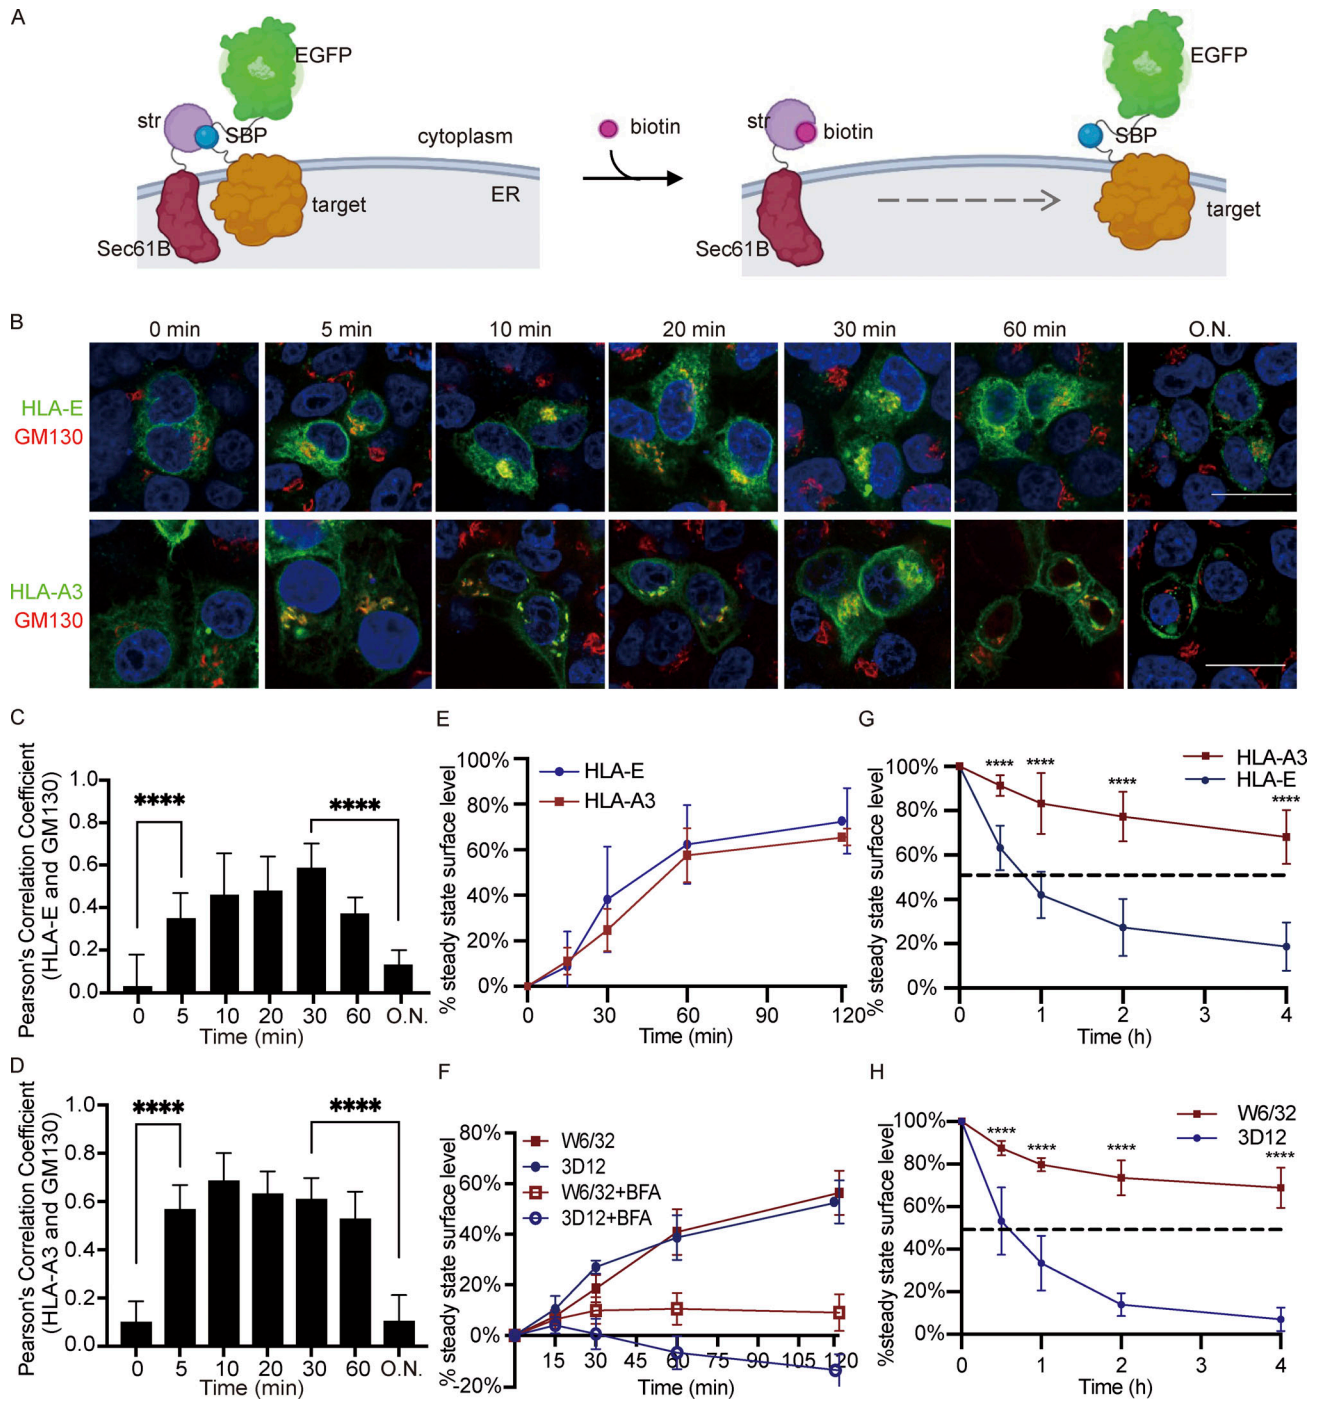 A
EGFP
str
SBP
cytoplasm
ER
target
Sec61B
biotin
str
biotin
EGFP
SBP
target
Sec61B
B
0 min
5 min
10 min
20 min
30 min
60 min
O.N.
HLA-E
GM130
HLA-A3
GM130
C
Pearson's Correlation Coefficient
(HLA-E and GM130)
1.0
0.8
0.6
0.4
0.2
0.0
****
****
0 5 10 20 30 60 O.N.
Time (min)
E
% steady state surface level
100%
80%
60%
40%
20%
0%
HLA-E
HLA-A3
0 30 60 90 120
Time (min)
G
% steady state surface level
100%
80%
60%
40%
20%
0%
HLA-A3
HLA-E
**** **** **** ****
0 1 2 3 4
Time (h)
D
Pearson's Correlation Coefficient
(HLA-A3 and GM130)
1.0
0.8
0.6
0.4
0.2
0.0
****
****
0 5 10 20 30 60 O.N.
Time (min)
F
% steady state surface level
80%
60%
40%
20%
0%
-20%
W6/32
3D12
W6/32+BFA
3D12+BFA
15 30 45 60 75 90 105 120
Time (min)
H
%steady state surface level
100%
80%
60%
40%
20%
0%
W6/32
3D12
**** **** **** ****
0 1 2 3 4
Time (h)